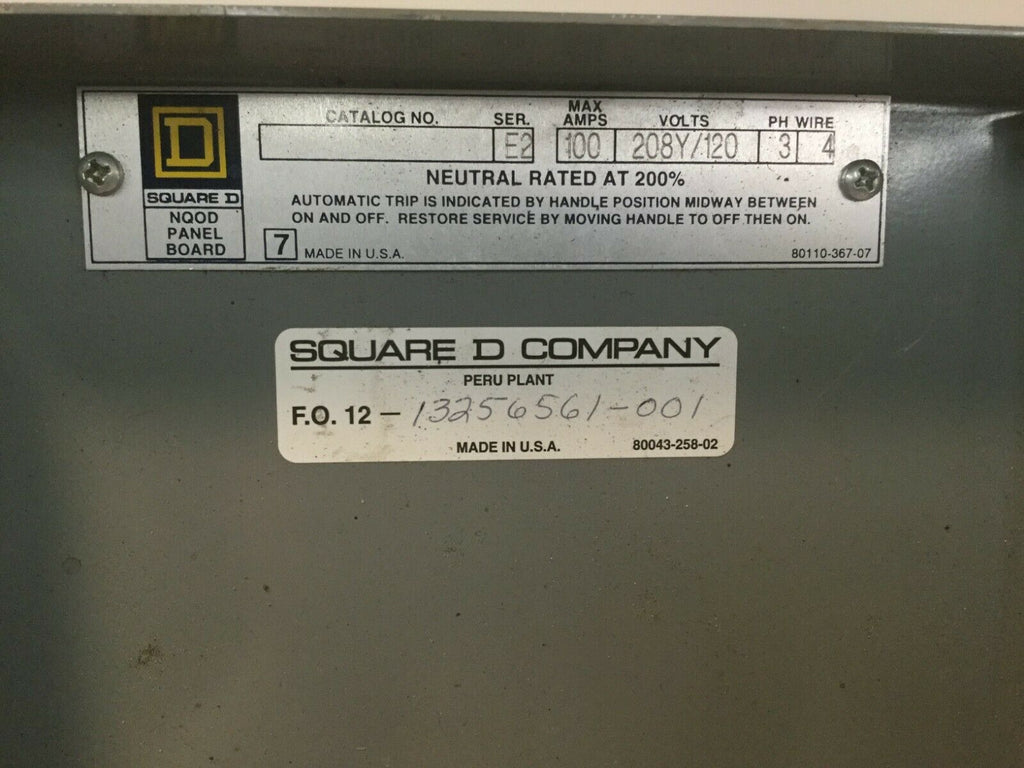 D
SQUARE D
NQOD
PANEL
BOARD
CATALOG NO. SER. MAX AMPS VOLTS PH WIRE
E2 100 208Y/120 3 4
NEUTRAL RATED AT 200%
AUTOMATIC TRIP IS INDICATED BY HANDLE POSITION MIDWAY BETWEEN
ON AND OFF. RESTORE SERVICE BY MOVING HANDLE TO OFF THEN ON.
7 MADE IN U.S.A. 80110-367-07
SQUARE D COMPANY
PERU PLANT
F.O. 12 – 13256561-001
MADE IN U.S.A. 80043-258-02